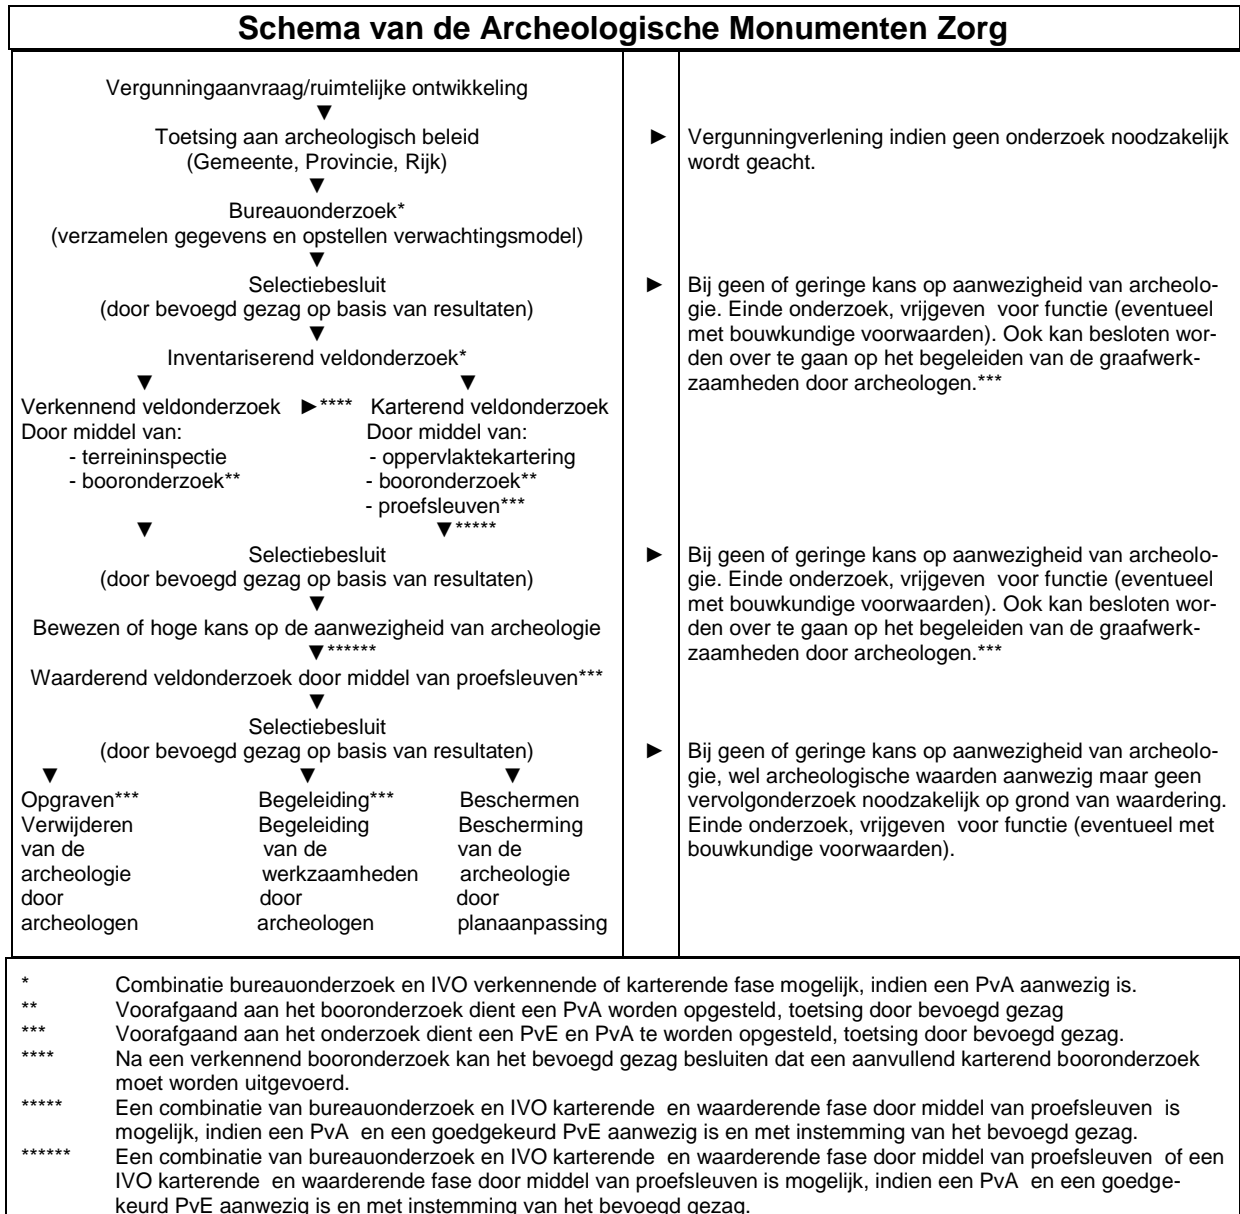 Schema van de Archeologische Monumenten Zorg
Vergunningaanvraag/ruimtelijke ontwikkeling
▼
Toetsing aan archeologisch beleid
(Gemeente, Provincie, Rijk)
► Vergunningverlening indien geen onderzoek noodzakelijk
wordt geacht.
▼
Bureauonderzoek*
(verzamelen gegevens en opstellen verwachtingsmodel)
▼
Selectiebesluit
(door bevoegd gezag op basis van resultaten)
► Bij geen of geringe kans op aanwezigheid van archeolo-
gie. Einde onderzoek, vrijgeven voor functie (eventueel
met bouwkundige voorwaarden). Ook kan besloten wor-
den over te gaan op het begeleiden van de graafwerk-
zaamheden door archeologen.***
▼
Inventariserend veldonderzoek*
▼ ▼
Verkennend veldonderzoek ►**** Karterend veldonderzoek
Door middel van: Door middel van:
- terreininspectie - oppervlaktekartering
- booronderzoek** - booronderzoek**
- proefsleuven***
▼ ▼*****
Selectiebesluit
(door bevoegd gezag op basis van resultaten)
► Bij geen of geringe kans op aanwezigheid van archeolo-
gie. Einde onderzoek, vrijgeven voor functie (eventueel
met bouwkundige voorwaarden). Ook kan besloten wor-
den over te gaan op het begeleiden van de graafwerk-
zaamheden door archeologen.***
▼
Bewezen of hoge kans op de aanwezigheid van archeologie
▼******
Waarderend veldonderzoek door middel van proefsleuven***
▼
Selectiebesluit
(door bevoegd gezag op basis van resultaten)
► Bij geen of geringe kans op aanwezigheid van archeolo-
gie, wel archeologische waarden aanwezig maar geen
vervolgonderzoek noodzakelijk op grond van waardering.
Einde onderzoek, vrijgeven voor functie (eventueel met
bouwkundige voorwaarden).
▼ ▼ ▼
Opgraven*** Begeleiding*** Beschermen
Verwijderen Begeleiding Bescherming
van de van de van de
archeologie werkzaamheden archeologie
door door door
archeologen archeologen planaanpassing
* Combinatie bureauonderzoek en IVO verkennende of karterende fase mogelijk, indien een PvA aanwezig is.
** Voorafgaand aan het booronderzoek dient een PvA worden opgesteld, toetsing door bevoegd gezag
*** Voorafgaand aan het onderzoek dient een PvE en PvA te worden opgesteld, toetsing door bevoegd gezag.
**** Na een verkennend booronderzoek kan het bevoegd gezag besluiten dat een aanvullend karterend booronderzoek
moet worden uitgevoerd.
***** Een combinatie van bureauonderzoek en IVO karterende en waarderende fase door middel van proefsleuven is
mogelijk, indien een PvA en een goedgekeurd PvE aanwezig is en met instemming van het bevoegd gezag.
****** Een combinatie van bureauonderzoek en IVO karterende en waarderende fase door middel van proefsleuven of een
IVO karterende en waarderende fase door middel van proefsleuven is mogelijk, indien een PvA en een goedge-
keurd PvE aanwezig is en met instemming van het bevoegd gezag.